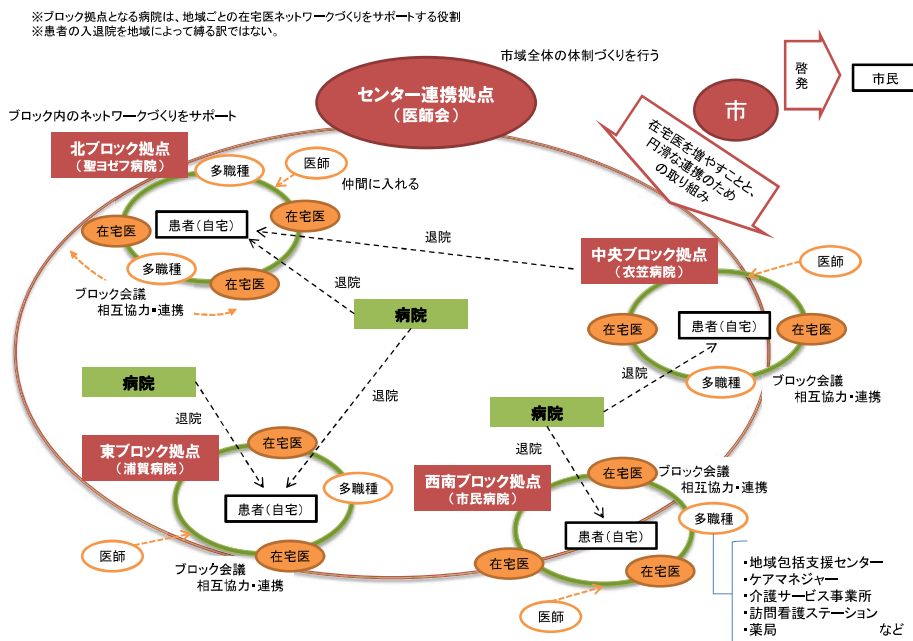 ※ブロック拠点となる病院は、地域ごとの在宅医ネットワークづくりをサポートする役割
※患者の入退院を地域によって縛る訳ではない。
市域全体の体制づくりを行う
センター連携拠点
（医師会）
市
啓発
市民
在宅医を増やすことと、
円滑な連携のため
の取り組み
ブロック内のネットワークづくりをサポート
北ブロック拠点
（聖ヨゼフ病院）
多職種
医師
仲間に入れる
在宅医
患者（自宅）
在宅医
多職種
在宅医
ブロック会議
相互協力・連携
退院
退院
病院
中央ブロック拠点
（衣笠病院）
医師
在宅医
患者（自宅）
在宅医
多職種
ブロック会議
相互協力・連携
退院
病院
退院
退院
病院
退院
東ブロック拠点
（浦賀病院）
在宅医
多職種
患者（自宅）
医師
在宅医
ブロック会議
相互協力・連携
西南ブロック拠点
（市民病院）
在宅医
ブロック会議
相互協力・連携
多職種
患者（自宅）
在宅医
在宅医
医師
・地域包括支援センター
・ケアマネジャー
・介護サービス事業所
・訪問看護ステーション
・薬局　など